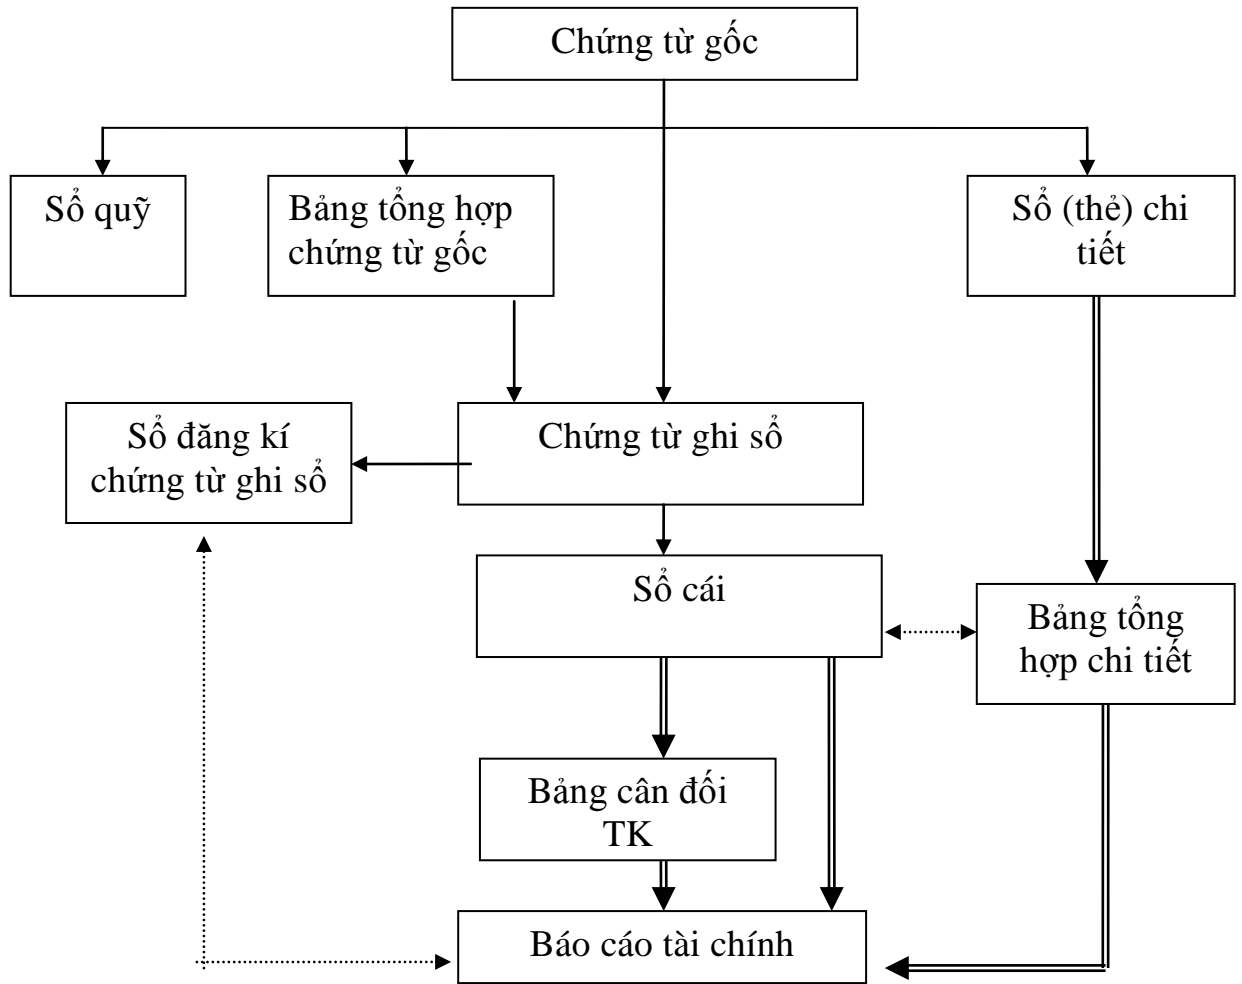 Chứng từ gốc
Sổ quỹ
Bảng tổng hợp
chứng từ gốc
Sổ (thẻ) chi
tiết
Sổ đăng kí
chứng từ ghi sổ
Chứng từ ghi sổ
Sổ cái
Bảng tổng
hợp chi tiết
Bảng cân đối
TK
Báo cáo tài chính